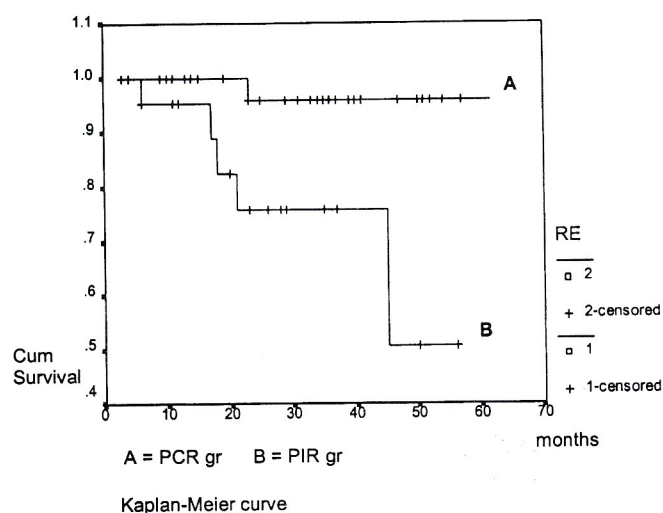 1.1
1.0
.9
.8
.7
.6
.5
.4
Cum
Survival
0
10
20
30
40
50
60
70
months
A
B
RE
2
2-censored
1
1-censored
A = PCR gr B = PIR gr
Kaplan-Meier curve